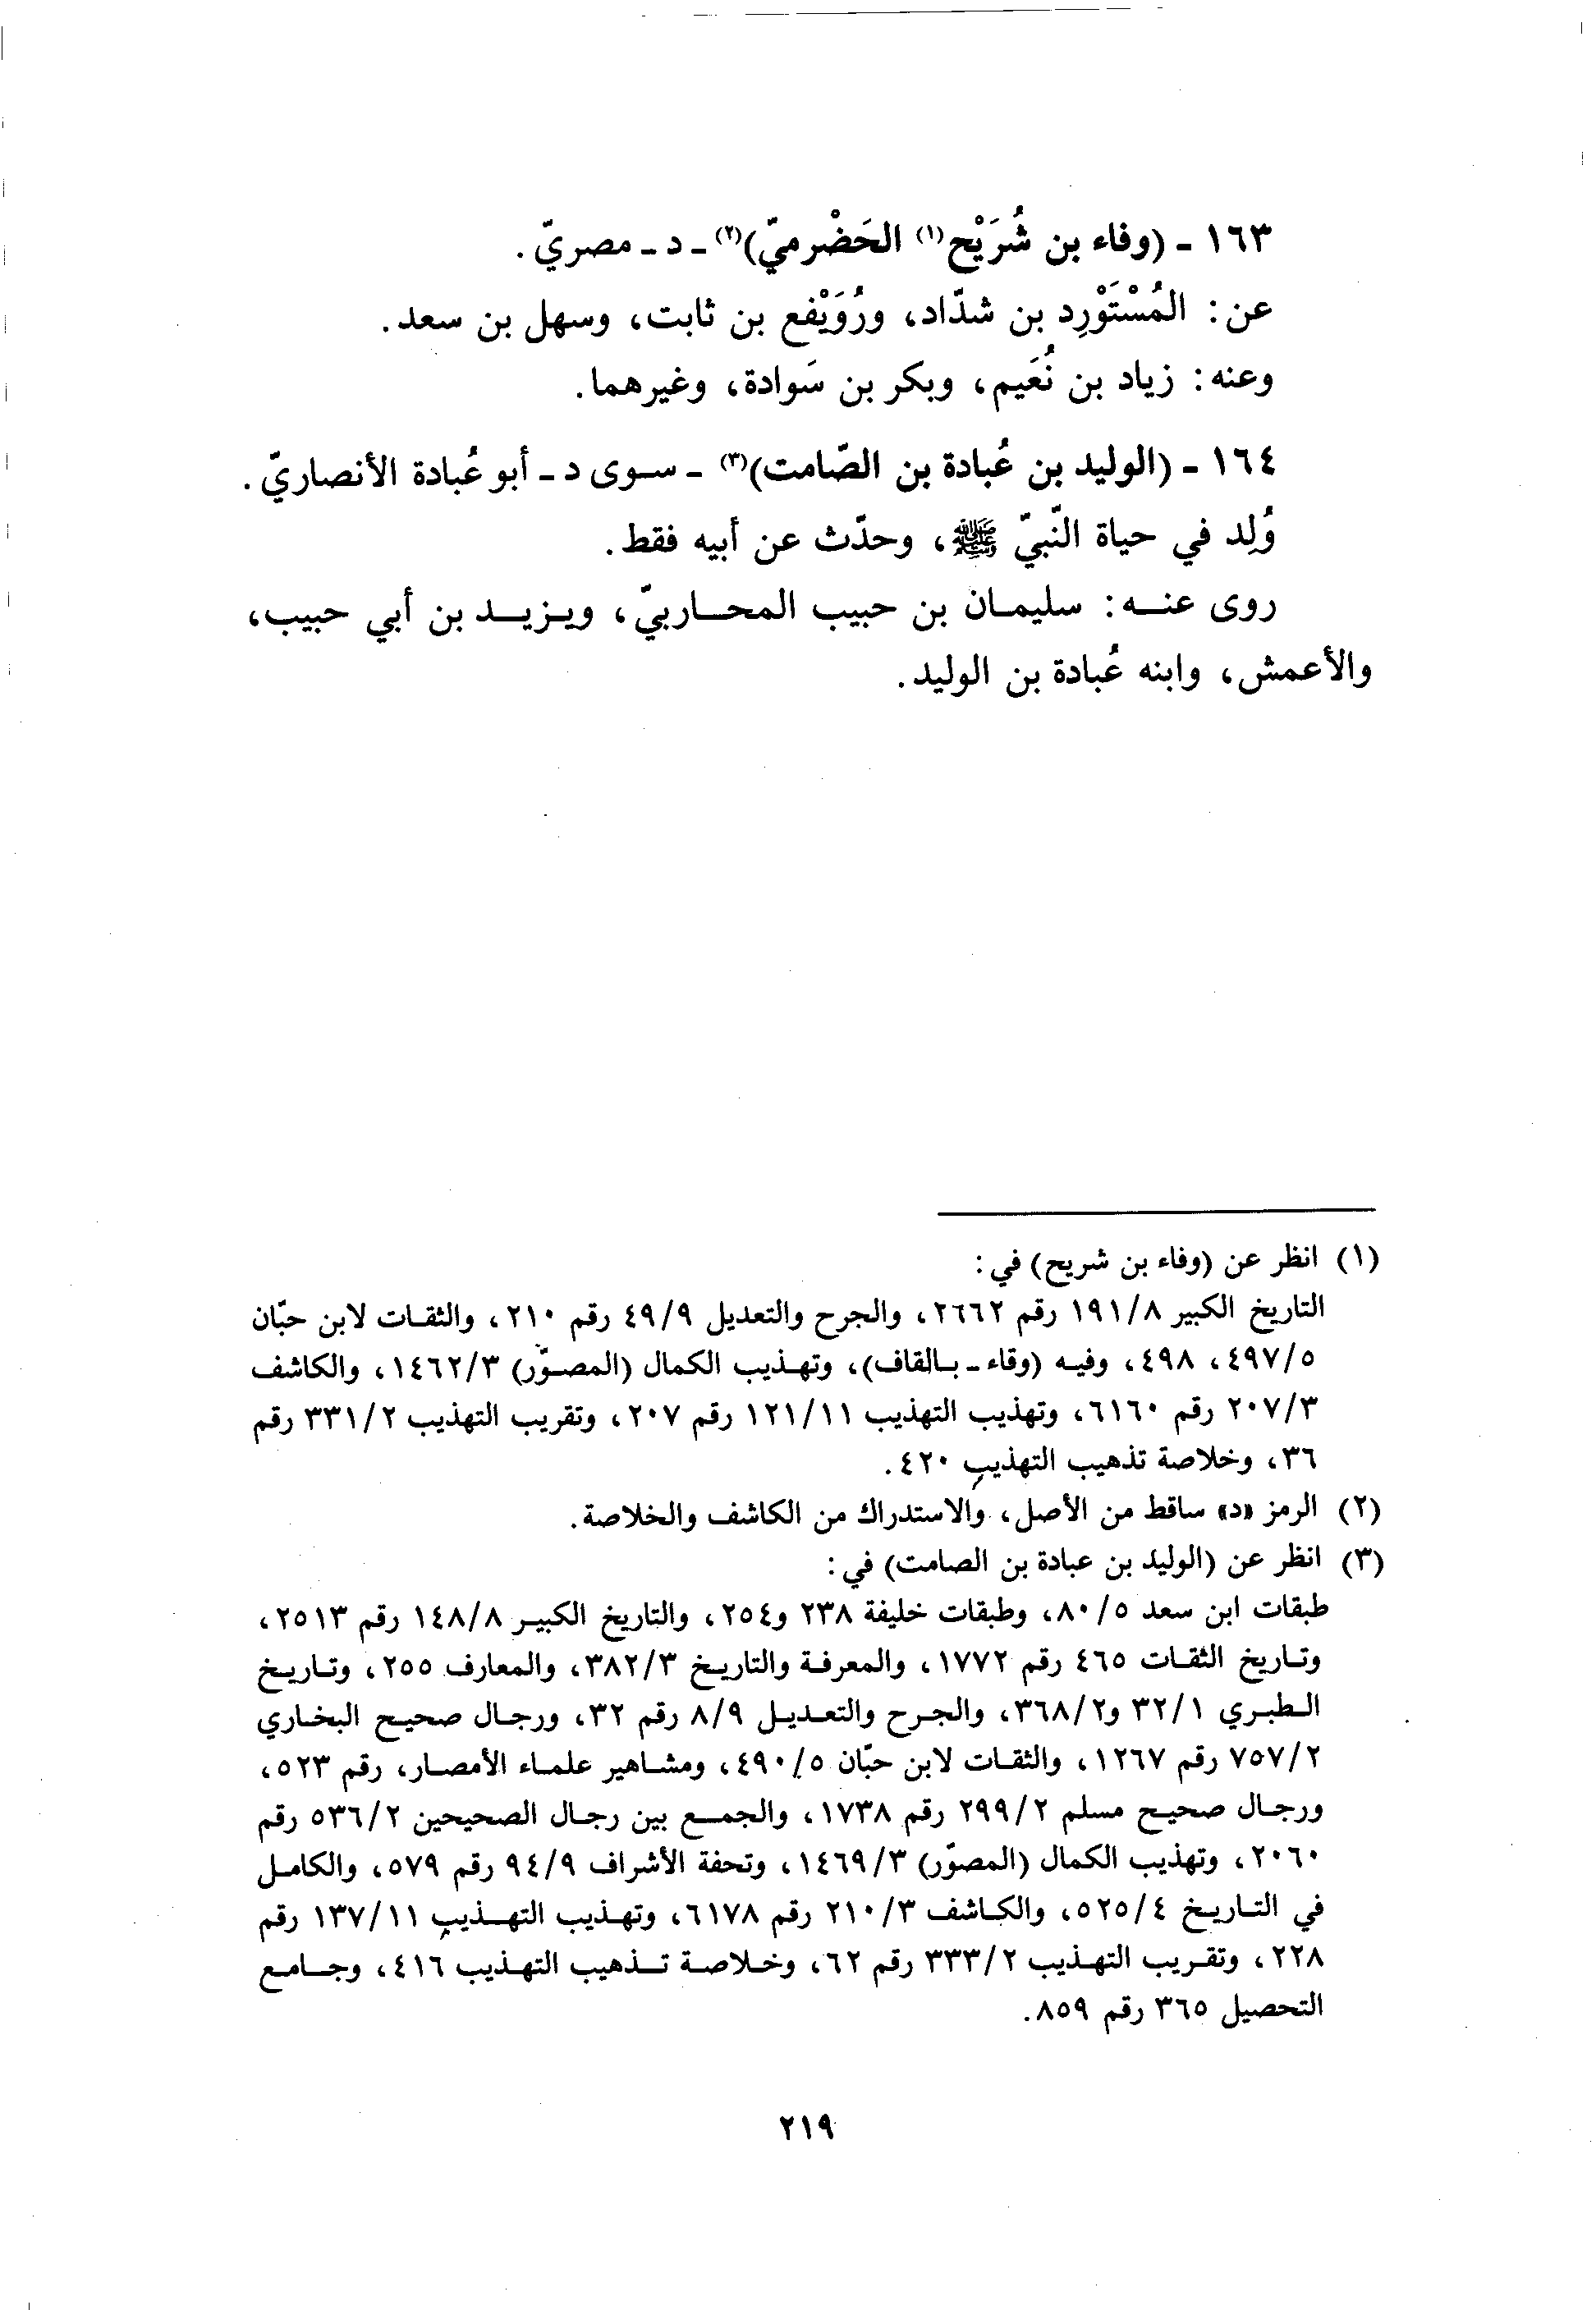 ١٦٣ - (وفاء بن شُرَيْح(١) الحَضْرميّ)(٢) - د - مصريّ.
عن: المُسْتَوْرِد بن شدّاد، ورُوَيْفع بن ثابت، وسهل بن سعد.
وعنه: زياد بن نُعَيم، وبكر بن سَوادة، وغيرهما.
١٦٤ - (الوليد بن عُبادة بن الصّامت)(٣) - سوى د - أبو عُبادة الأنصاريّ.
وُلِد في حياة النّبيّ ﷺ، وحدّث عن أبيه فقط.
روى عنه: سليمان بن حبيب المحاربيّ، ويزيد بن أبي حبيب،
والأعمش، وابنه عُبادة بن الوليد.
(١) انظر عن (وفاء بن شريح) في:
التاريخ الكبير ١٩١/٨ رقم ٢٦٦٢، والجرح والتعديل ٤٩/٩ رقم ٢١٠، والثقات لابن حبّان
٤٩٧/٥، ٤٩٨، وفيه (وقاء - بالقاف)، وتهذيب الكمال (المصوّر) ١٤٦٢/٣، والكاشف
٢٠٧/٣ رقم ٦١٦٠، وتهذيب التهذيب ١٢١/١١ رقم ٢٠٧، وتقريب التهذيب ٣٣١/٢ رقم
٣٦، وخلاصة تذهيب التهذيب ٤٢٠.
(٢) الرمز «د» ساقط من الأصل، والاستدراك من الكاشف والخلاصة.
(٣) انظر عن (الوليد بن عبادة بن الصامت) في:
طبقات ابن سعد ٨٠/٥، وطبقات خليفة ٢٣٨ و٢٥٤، والتاريخ الكبير ١٤٨/٨ رقم ٢٥١٣،
وتاريخ الثقات ٤٦٥ رقم ١٧٧٢، والمعرفة والتاريخ ٣٨٢/٣، والمعارف ٢٥٥، وتاريخ
الطبري ٣٢/١ و٣٦٨/٢، والجرح والتعديل ٨/٩ رقم ٣٢، ورجال صحيح البخاري
٧٥٧/٢ رقم ١٢٦٧، والثقات لابن حبّان ٤٩٠/٥، ومشاهير علماء الأمصار، رقم ٥٢٣،
ورجال صحيح مسلم ٢٩٩/٢ رقم ١٧٣٨، والجمع بين رجال الصحيحين ٥٣٦/٢ رقم
٢٠٦٠، وتهذيب الكمال (المصوّر) ١٤٦٩/٣، وتحفة الأشراف ٩٤/٩ رقم ٥٧٩، والكامل
في التاريخ ٥٢٥/٤، والكاشف ٢١٠/٣ رقم ٦١٧٨، وتهذيب التهذيب ١٣٧/١١ رقم
٢٢٨، وتقريب التهذيب ٣٣٣/٢ رقم ٦٢، وخلاصة تذهيب التهذيب ٤١٦، وجامع
التحصيل ٣٦٥ رقم ٨٥٩.
٢١٩